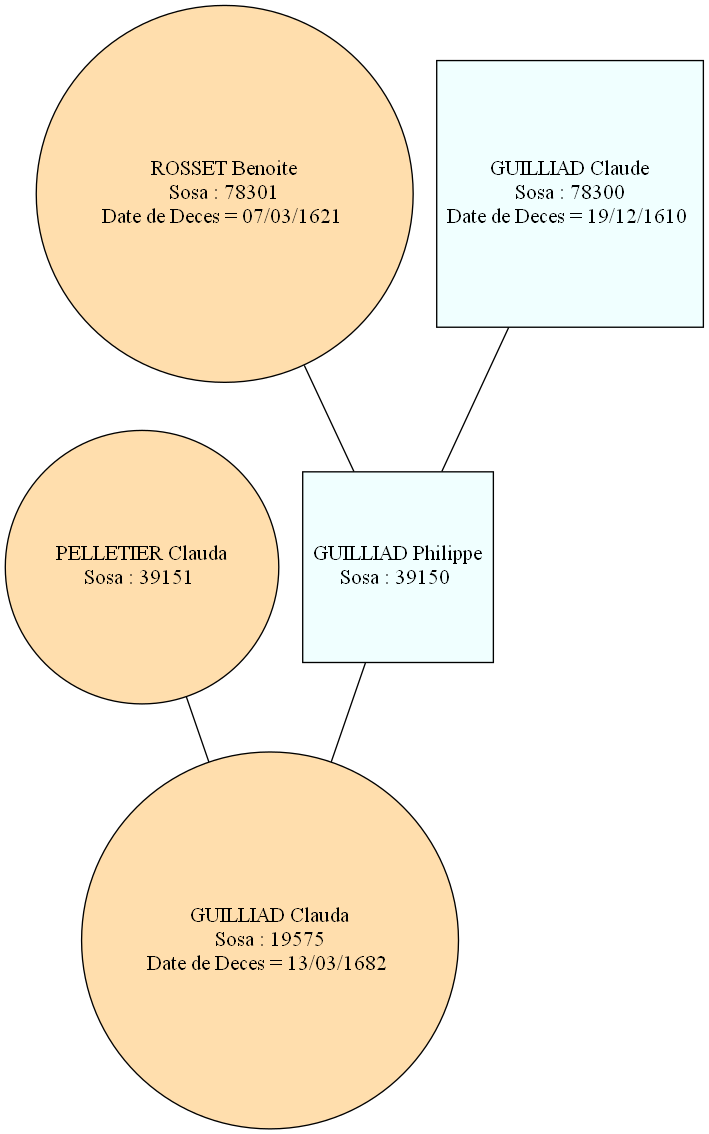 ROSSET Benoite
Sosa : 78301
Date de Deces = 07/03/1621
GUILLIAD Claude
Sosa : 78300
Date de Deces = 19/12/1610
PELLETIER Clauda
Sosa : 39151
GUILLIAD Philippe
Sosa : 39150
GUILLIAD Clauda
Sosa : 19575
Date de Deces = 13/03/1682